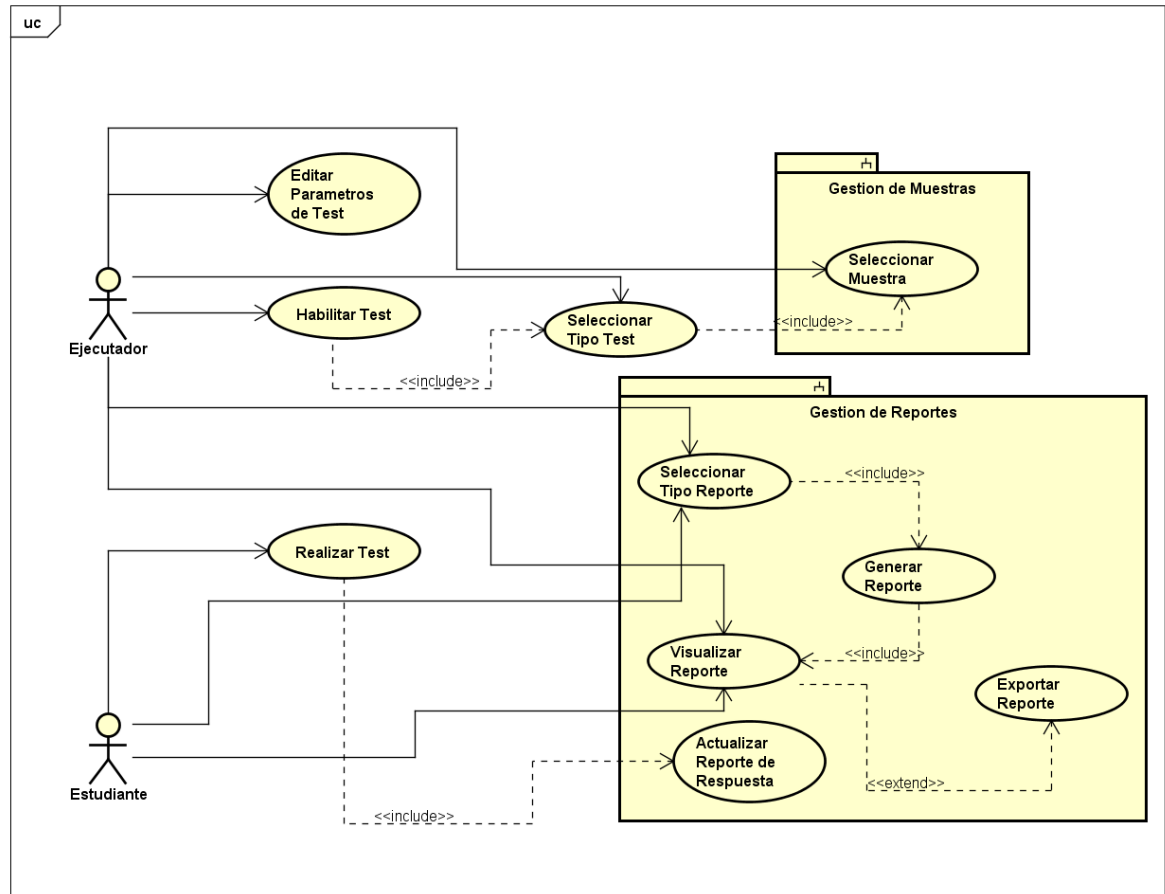 uc
Editar
Parametros
de Test
Gestion de Muestras
Seleccionar
Muestra
Ejecutador
Habilitar Test
Seleccionar
Tipo Test
<<include>>
<<include>>
Gestion de Reportes
Seleccionar
Tipo Reporte
<<include>>
Realizar Test
Generar
Reporte
Visualizar
Reporte
<<include>>
Exportar
Reporte
Estudiante
Actualizar
Reporte de
Respuesta
<<extend>>
<<include>>